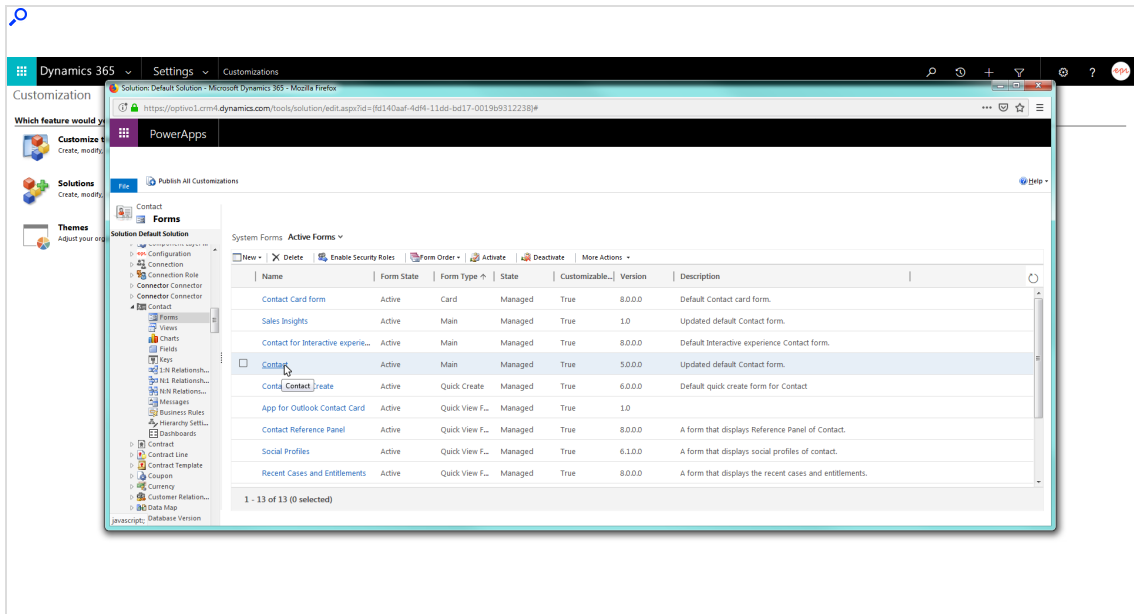 Dynamics 365 Settings Customizations
Customization
Which feature would y
Customize t
Create, modify,
Solutions
Create, modify,
Themes
Adjust your org
Solution: Default Solution - Microsoft Dynamics 365 - Mozilla Firefox
https://optivo1.crm4.dynamics.com/tools/solution/edit.aspx?id={fd140aaf-4df4-11dd-bd17-0019b9312238}#
PowerApps
File Publish All Customizations Help
Contact
Forms
Solution Default Solution
Configuration
Connection
Connection Role
Connector Connector
Connector Connector
Contact
Forms
Views
Charts
Fields
Keys
1:N Relationsh...
N:1 Relationsh...
N:N Relations...
Messages
Business Rules
Hierarchy Setti...
Dashboards
Contract
Contract Line
Contract Template
Coupon
Currency
Customer Relation...
Data Map
Database Version
javascript:
System Forms Active Forms
New Delete Enable Security Roles Form Order Activate Deactivate More Actions
Name Form State Form Type State Customizable... Version Description
Contact Card form Active Card Managed True 8.0.0.0 Default Contact card form.
Sales Insights Active Main Managed True 1.0 Updated default Contact form.
Contact for Interactive experie... Active Main Managed True 8.0.0.0 Default Interactive experience Contact form.
Contact Active Main Managed True 5.0.0.0 Updated default Contact form.
Conta Contact Create Active Quick Create Managed True 6.0.0.0 Default quick create form for Contact
App for Outlook Contact Card Active Quick View F... Managed True 1.0
Contact Reference Panel Active Quick View F... Managed True 8.0.0.0 A form that displays Reference Panel of Contact.
Social Profiles Active Quick View F... Managed True 6.1.0.0 A form that displays social profiles of contact.
Recent Cases and Entitlements Active Quick View F... Managed True 8.0.0.0 A form that displays the recent cases and entitlements.
1 - 13 of 13 (0 selected)